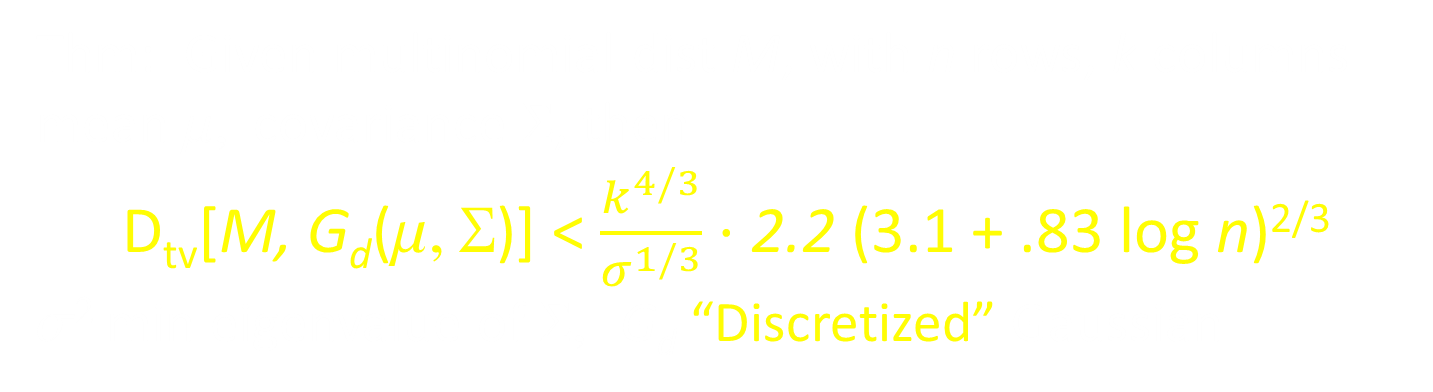 D_tv[M, G_d(μ, Σ)] < k^{4/3}/σ^{1/3} · 2.2 (3.1 + .83 log n)^{2/3}
“Discretized”